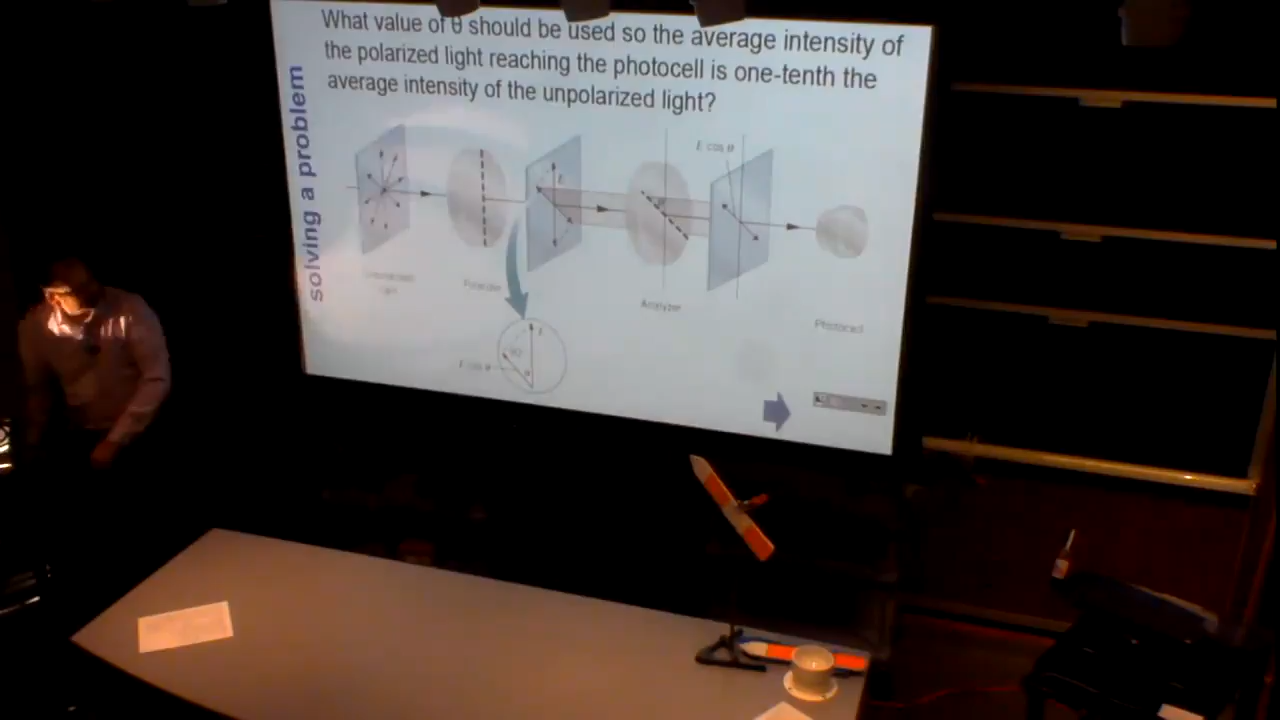 What value of θ should be used so the average intensity of
the polarized light reaching the photocell is one-tenth the
average intensity of the unpolarized light?
solving a problem
E cos θ
E
Polarizer
Analyzer
Photocell
E
E cos θ
θ